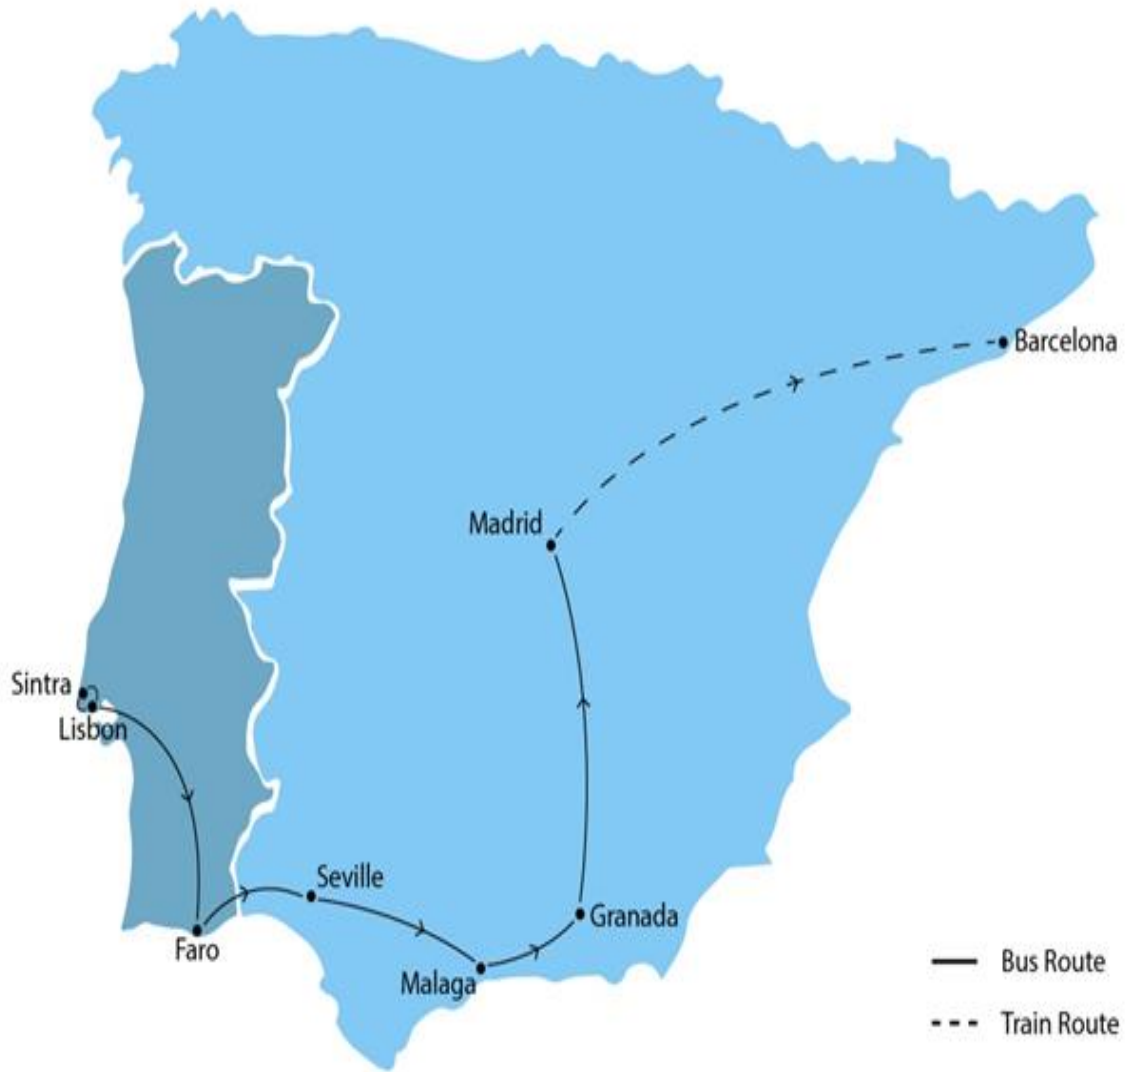 Barcelona
Madrid
Sintra
Lisbon
Seville
Granada
Faro
Malaga
Bus Route
Train Route